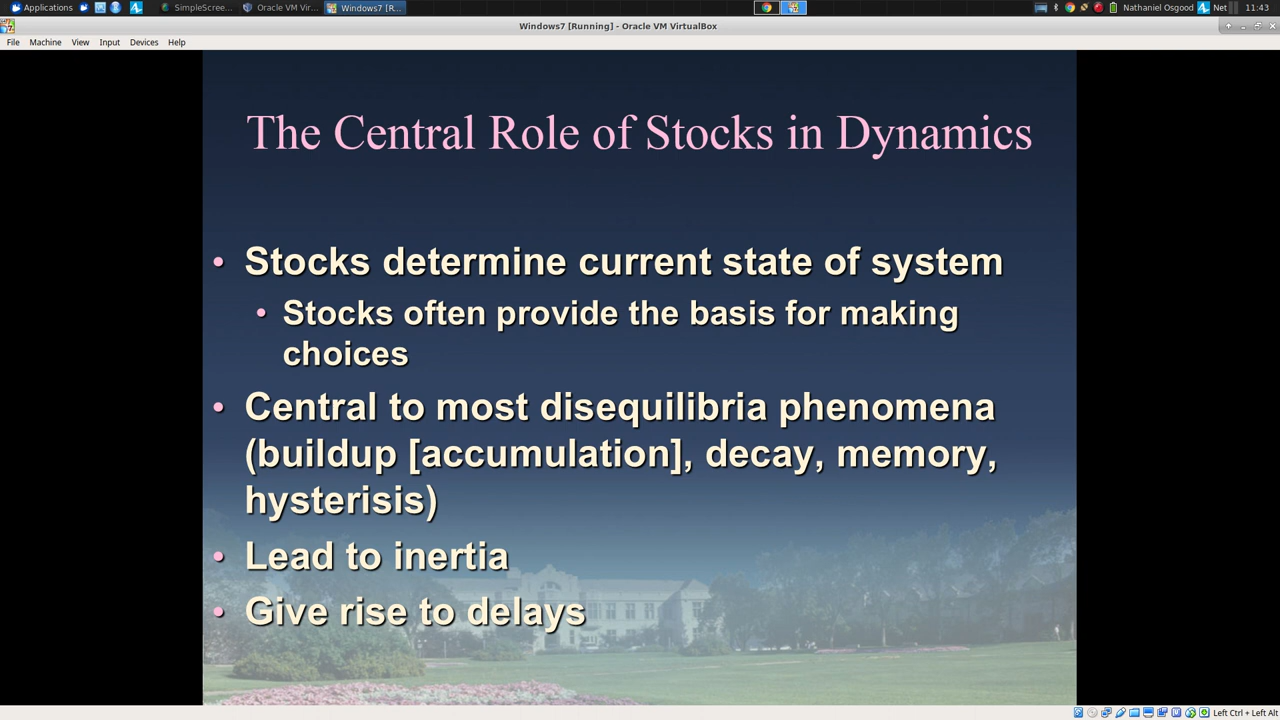 Applications
SimpleScree...
Oracle VM Vir...
Windows7 [R...
Nathaniel Osgood
Net
11:43
Windows7 [Running] - Oracle VM VirtualBox
File Machine View Input Devices Help
The Central Role of Stocks in Dynamics
• Stocks determine current state of system
• Stocks often provide the basis for making
choices
• Central to most disequilibria phenomena
(buildup [accumulation], decay, memory,
hysterisis)
• Lead to inertia
• Give rise to delays
Left Ctrl + Left Alt